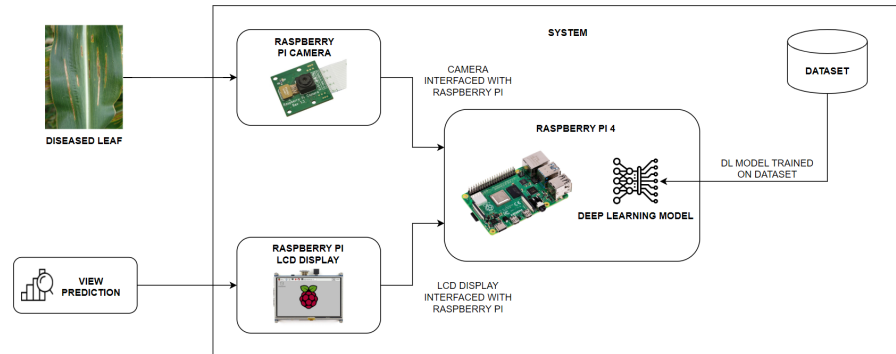 SYSTEM
RASPBERRY
PI CAMERA
DATASET
CAMERA
INTERFACED WITH
RASPBERRY PI
DISEASED LEAF
RASPBERRY PI 4
DL MODEL TRAINED
ON DATASET
DEEP LEARNING MODEL
RASPBERRY PI
LCD DISPLAY
VIEW
PREDICTION
LCD DISPLAY
INTERFACED WITH
RASPBERRY PI